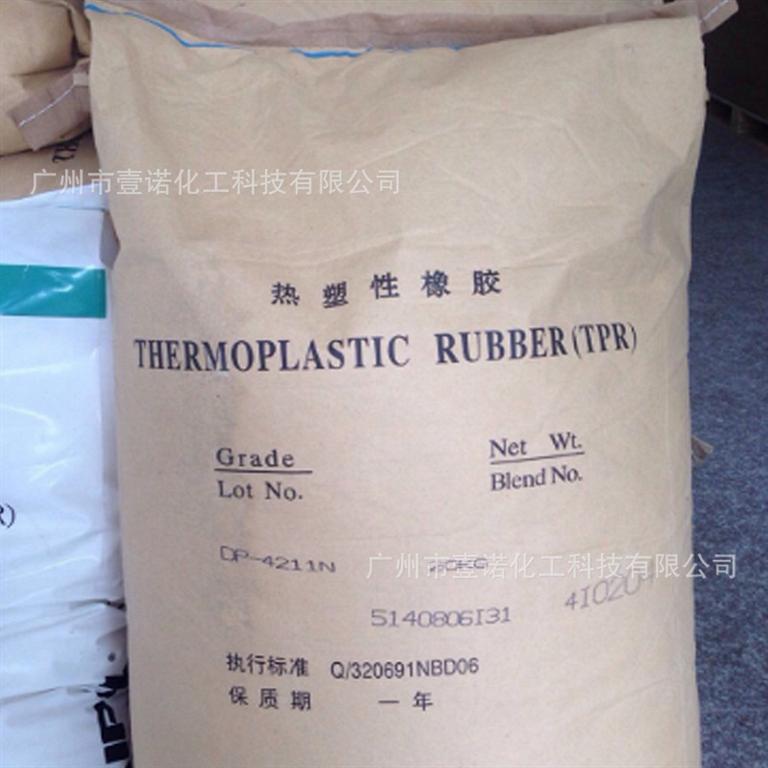 广州市壹诺化工科技有限公司
热塑性橡胶
THERMOPLASTIC RUBBER (TPR)
Grade Net Wt.
Lot No. Blend No.
DP-4211N
广州市壹诺化工科技有限公司
5140806I31
执行标准 Q/320691NBD06
保质期 一年